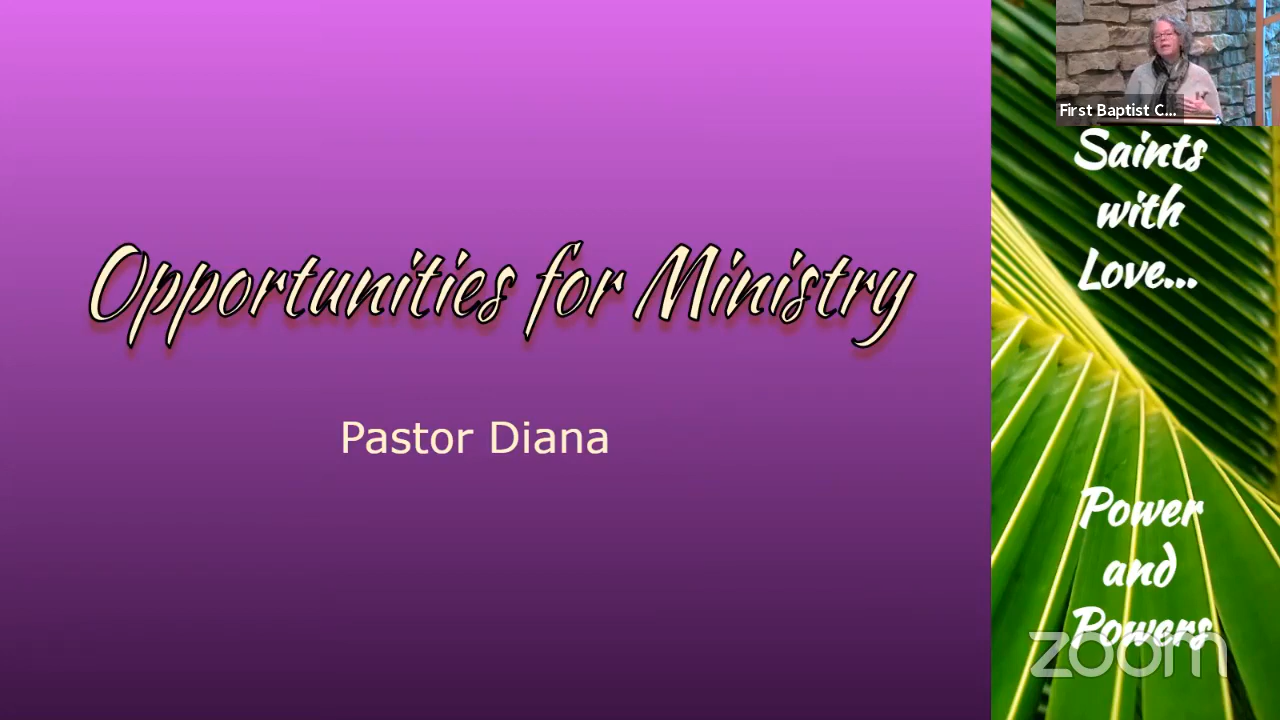 Opportunities for Ministry
Pastor Diana
First Baptist C...
Saints
with
Love...
Power
and
Powers
zoom